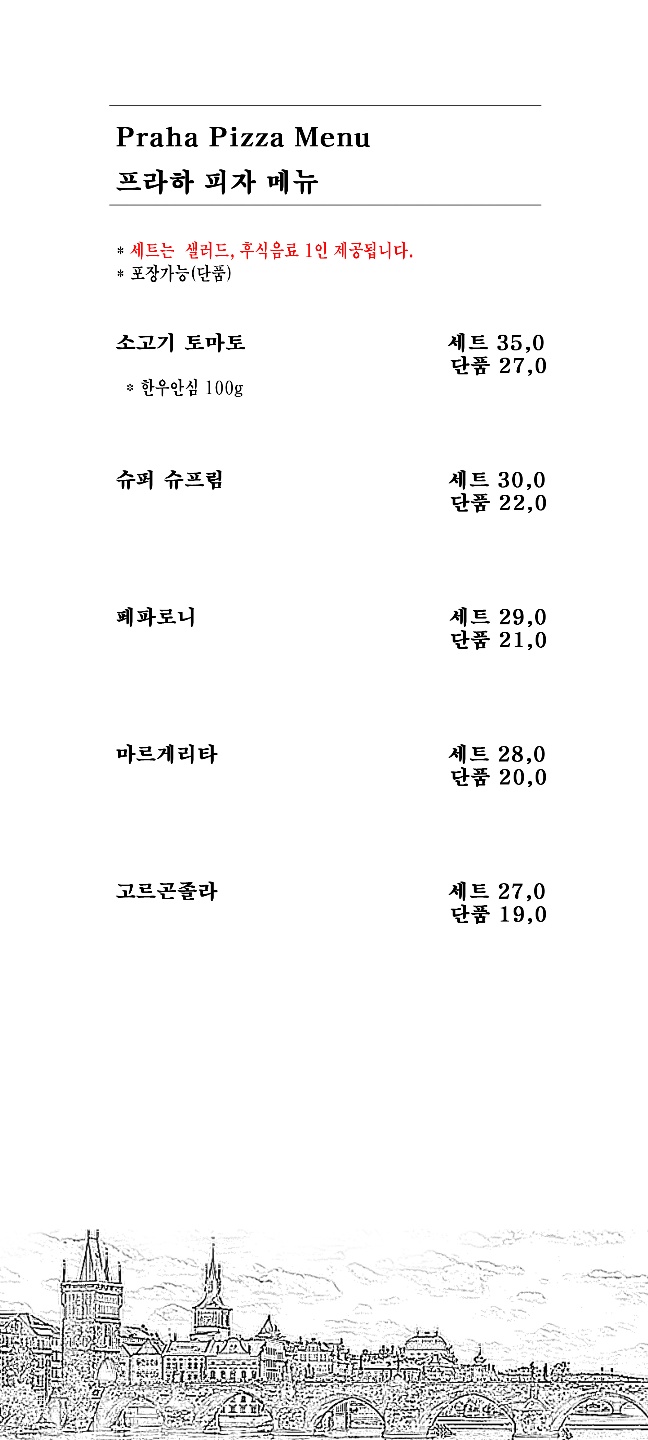 Praha Pizza Menu
프라하 피자 메뉴
* 세트는 샐러드, 후식음료 1인 제공됩니다.
* 포장가능(단품)
소고기 토마토 세트 35,0
단품 27,0
* 한우안심 100g
슈퍼 슈프림 세트 30,0
단품 22,0
페파로니 세트 29,0
단품 21,0
마르게리타 세트 28,0
단품 20,0
고르곤졸라 세트 27,0
단품 19,0